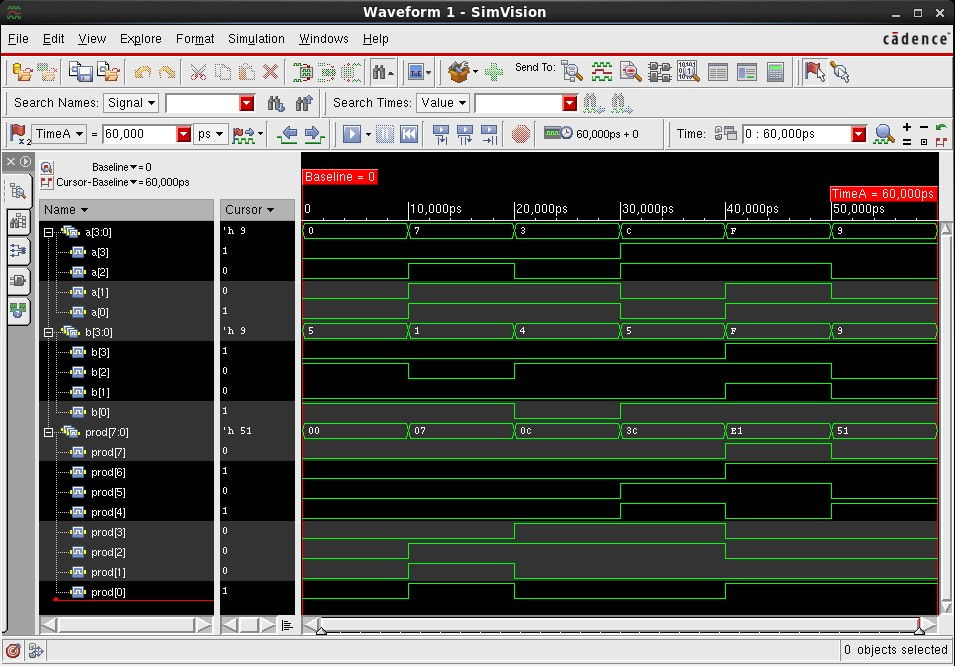 Waveform 1 - SimVision
File Edit View Explore Format Simulation Windows Help cādence
Send To:
Search Names: Signal Search Times: Value
TimeA = 60,000 ps 60,000ps + 0 Time: 0 : 60,000ps
Baseline = 0
Cursor-Baseline = 60,000ps
Baseline = 0
TimeA = 60,000ps
Name Cursor 0 10,000ps 20,000ps 30,000ps 40,000ps 50,000ps
a[3:0] 'h 9 0 7 3 C F 9
a[3] 1
a[2] 0
a[1] 0
a[0] 1
b[3:0] 'h 9 5 1 4 5 F 9
b[3] 1
b[2] 0
b[1] 0
b[0] 1
prod[7:0] 'h 51 00 07 0C 3C E1 51
prod[7] 0
prod[6] 1
prod[5] 0
prod[4] 1
prod[3] 0
prod[2] 0
prod[1] 0
prod[0] 1
0 objects selected